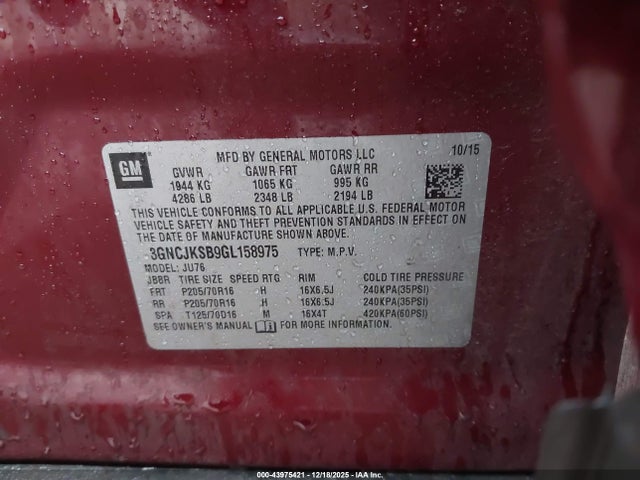 GM
MFD BY GENERAL MOTORS LLC
10/15
GVWR GAWR FRT GAWR RR
1944 KG 1065 KG 995 KG
4286 LB 2348 LB 2194 LB
THIS VEHICLE CONFORMS TO ALL APPLICABLE U.S. FEDERAL MOTOR
VEHICLE SAFETY AND THEFT PREVENTION STANDARDS IN EFFECT ON
THE DATE OF MANUFACTURE SHOWN ABOVE.
3GNCJKSB9GL158975 TYPE: M.P.V.
MODEL: JU76
JBBR TIRE SIZE SPEED RTG RIM COLD TIRE PRESSURE
FRT P205/70R16 H 16X6.5J 240KPA(35PSI)
RR P205/70R16 H 16X6.5J 240KPA(35PSI)
SPA T125/70D16 M 16X4T 420KPA(60PSI)
SEE OWNER'S MANUAL FOR MORE INFORMATION.
000-43975421 - 12/18/2025 - IAA Inc.